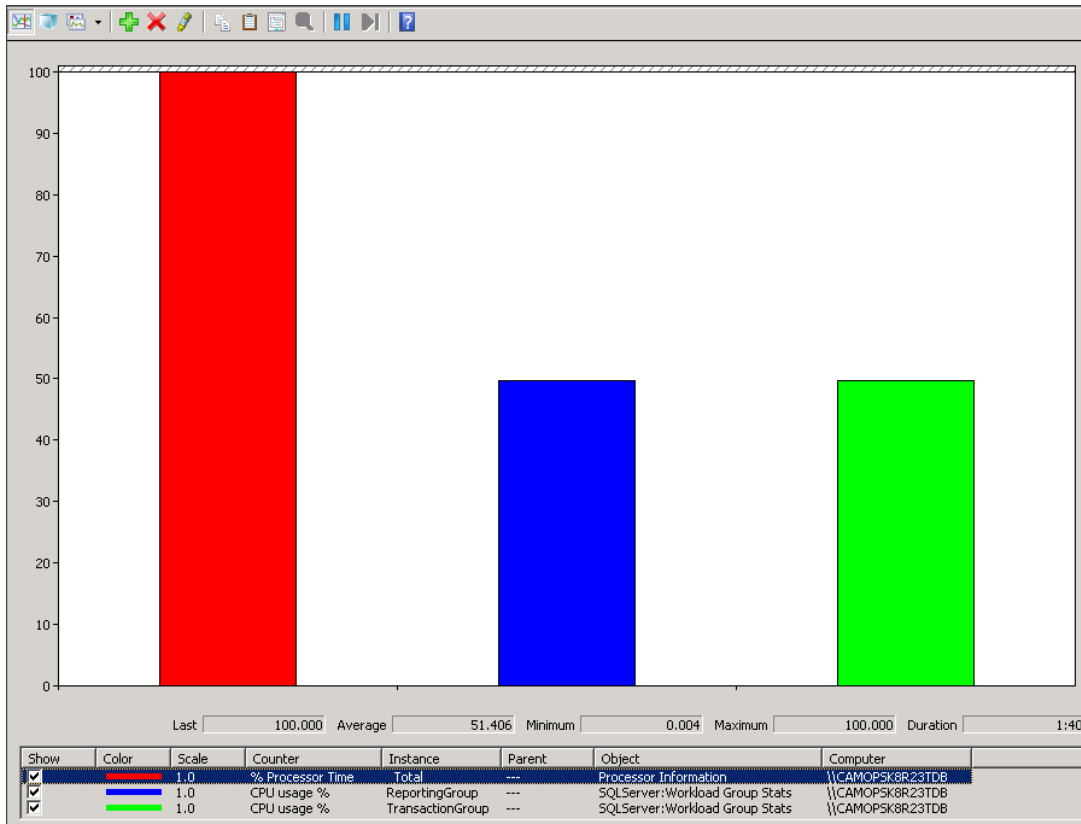 100
90
80
70
60
50
40
30
20
10
0
Last 100.000 Average 51.406 Minimum 0.004 Maximum 100.000 Duration 1:40
Show Color Scale Counter Instance Parent Object Computer
1.0 % Processor Time _Total --- Processor Information \\CAMOPSK8R23TDB
1.0 CPU usage % ReportingGroup --- SQLServer:Workload Group Stats \\CAMOPSK8R23TDB
1.0 CPU usage % TransactionGroup --- SQLServer:Workload Group Stats \\CAMOPSK8R23TDB